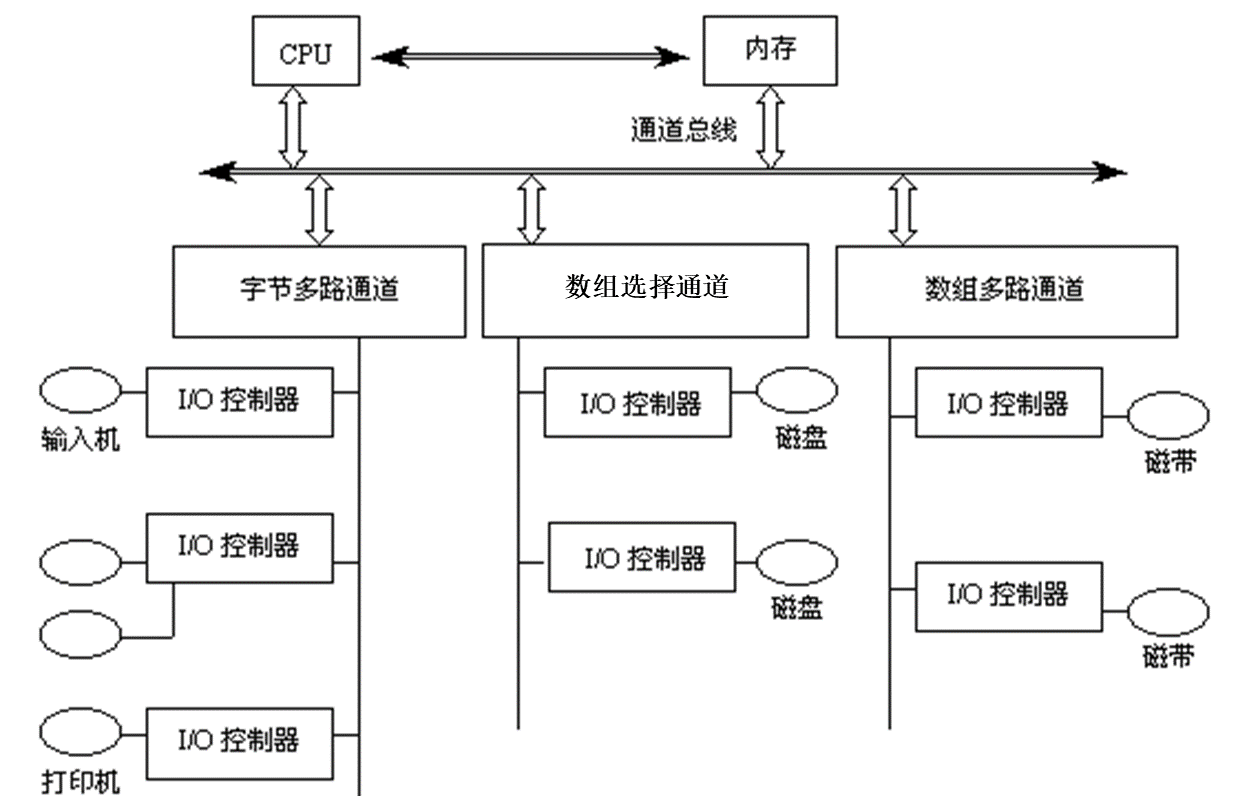 CPU
内存
通道总线
字节多路通道
数组选择通道
数组多路通道
I/O 控制器
输入机
I/O 控制器
磁盘
I/O 控制器
磁带
I/O 控制器
I/O 控制器
磁盘
I/O 控制器
磁带
I/O 控制器
打印机